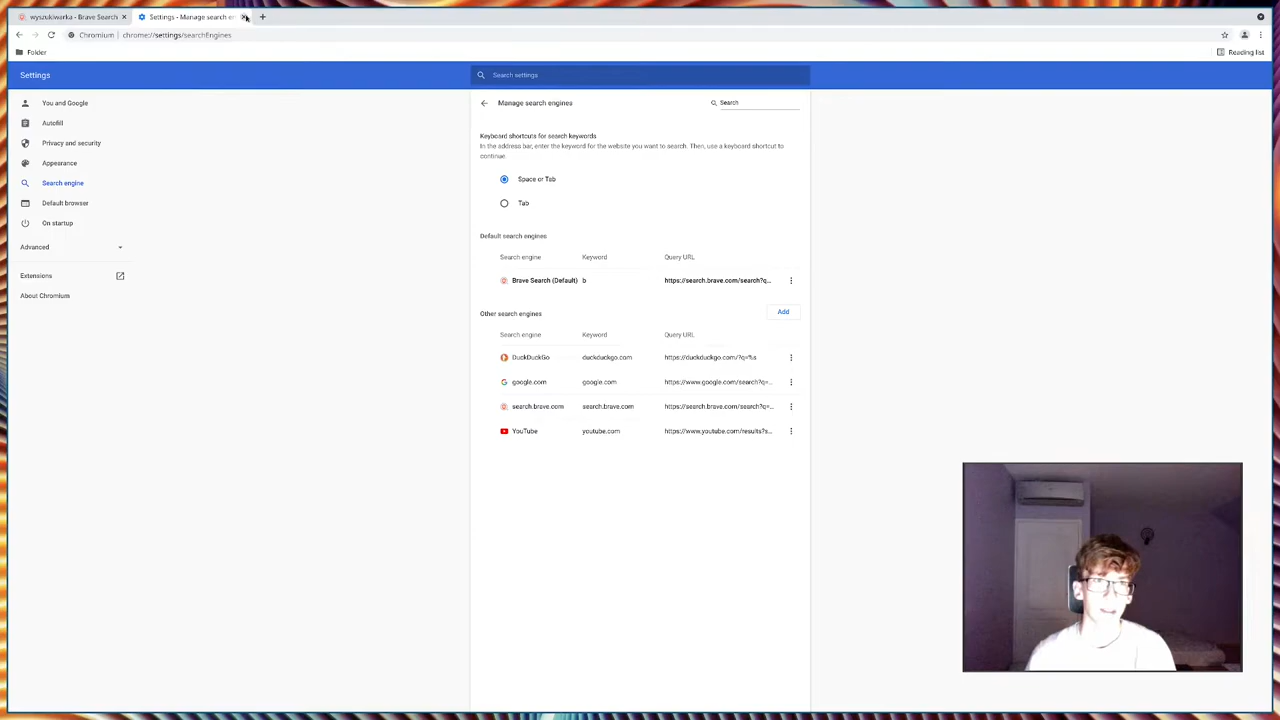 wyszukiwarka - Brave Search
Settings - Manage search en
Chromium
chrome://settings/searchEngines
Folder
Reading list
Settings
Search settings
You and Google
Autofill
Privacy and security
Appearance
Search engine
Default browser
On startup
Advanced
Extensions
About Chromium
Manage search engines
Search
Keyboard shortcuts for search keywords
In the address bar, enter the keyword for the website you want to search. Then, use a keyboard shortcut to
continue.
Space or Tab
Tab
Default search engines
Search engine Keyword Query URL
Brave Search (Default) b https://search.brave.com/search?q...
Other search engines
Add
Search engine Keyword Query URL
DuckDuckGo duckduckgo.com https://duckduckgo.com/?q=%s
google.com google.com https://www.google.com/search?q=...
search.brave.com search.brave.com https://search.brave.com/search?q=...
YouTube youtube.com https://www.youtube.com/results?s...